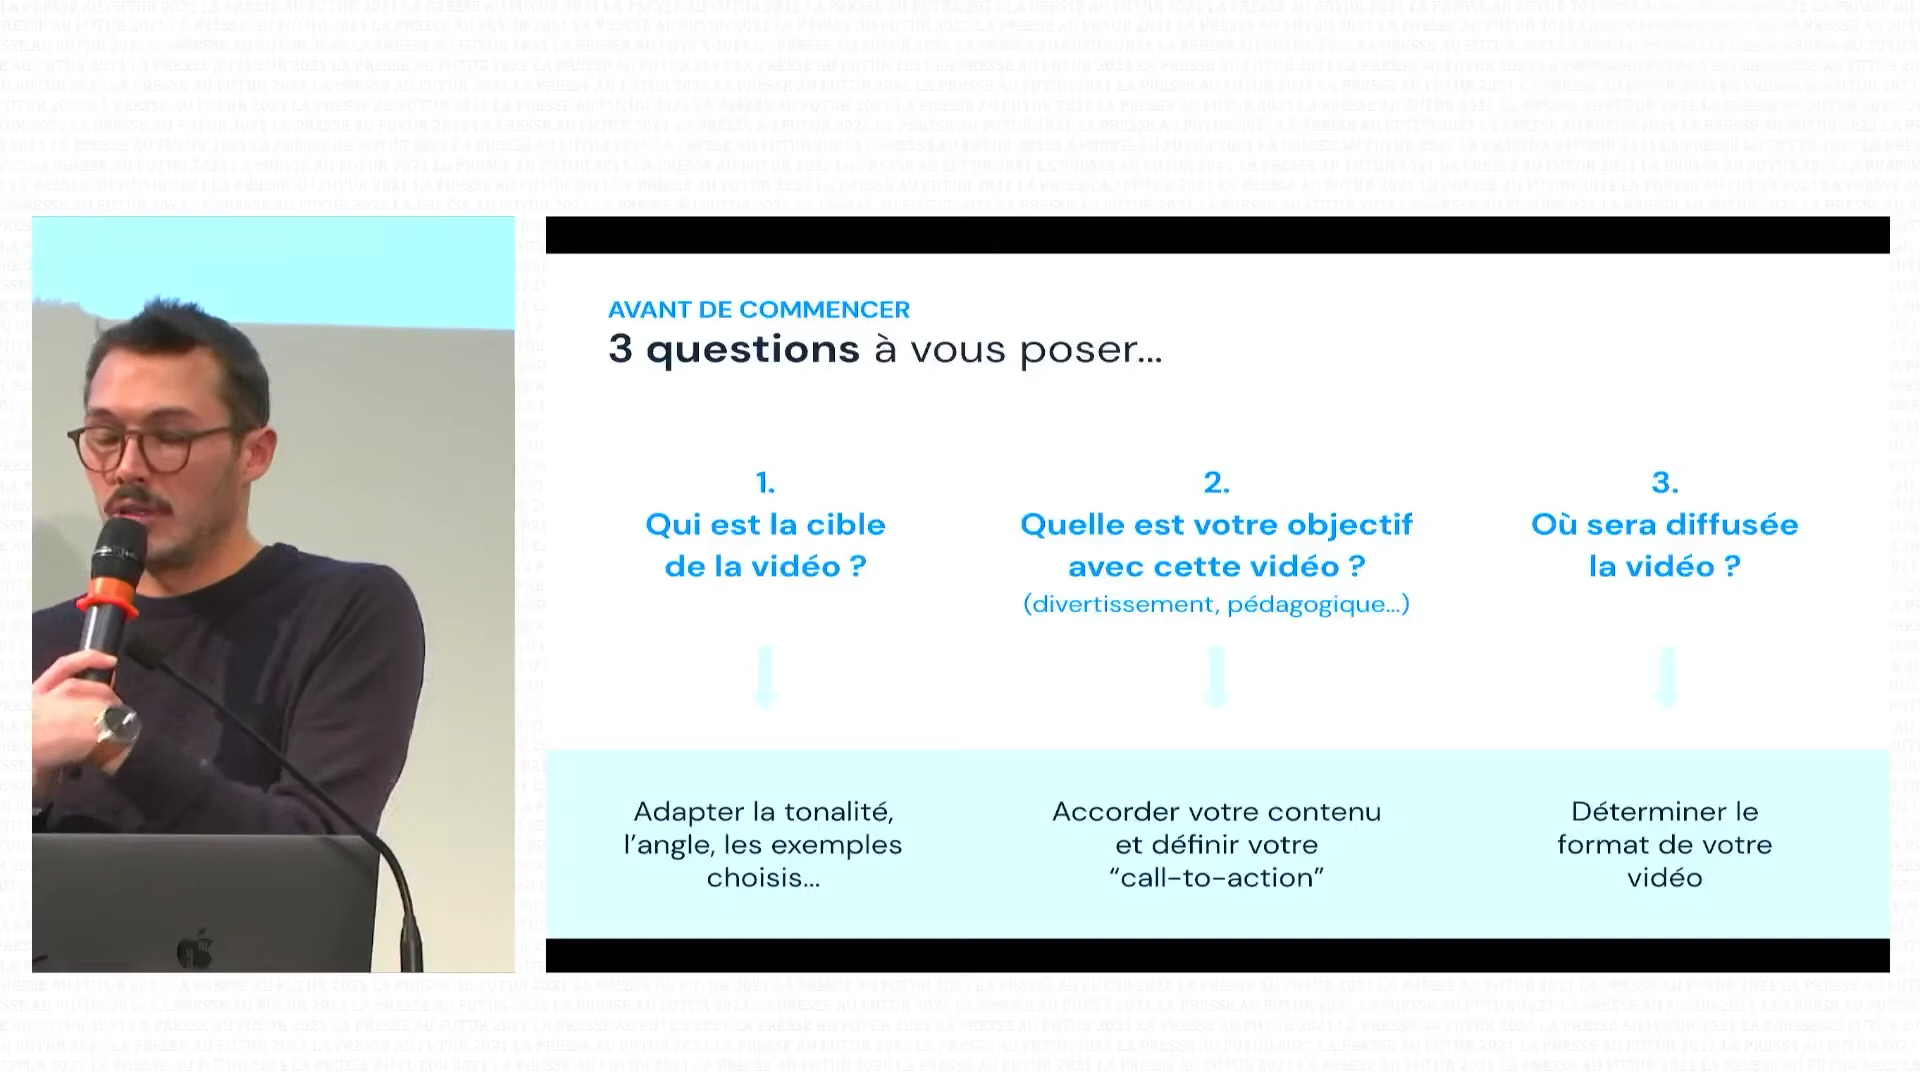 AVANT DE COMMENCER
3 questions à vous poser...
1.
Qui est la cible
de la vidéo ?
2.
Quelle est votre objectif
avec cette vidéo ?
(divertissement, pédagogique...)
3.
Où sera diffusée
la vidéo ?
Adapter la tonalité,
l’angle, les exemples
choisis...
Accorder votre contenu
et définir votre
“call-to-action”
Déterminer le
format de votre
vidéo